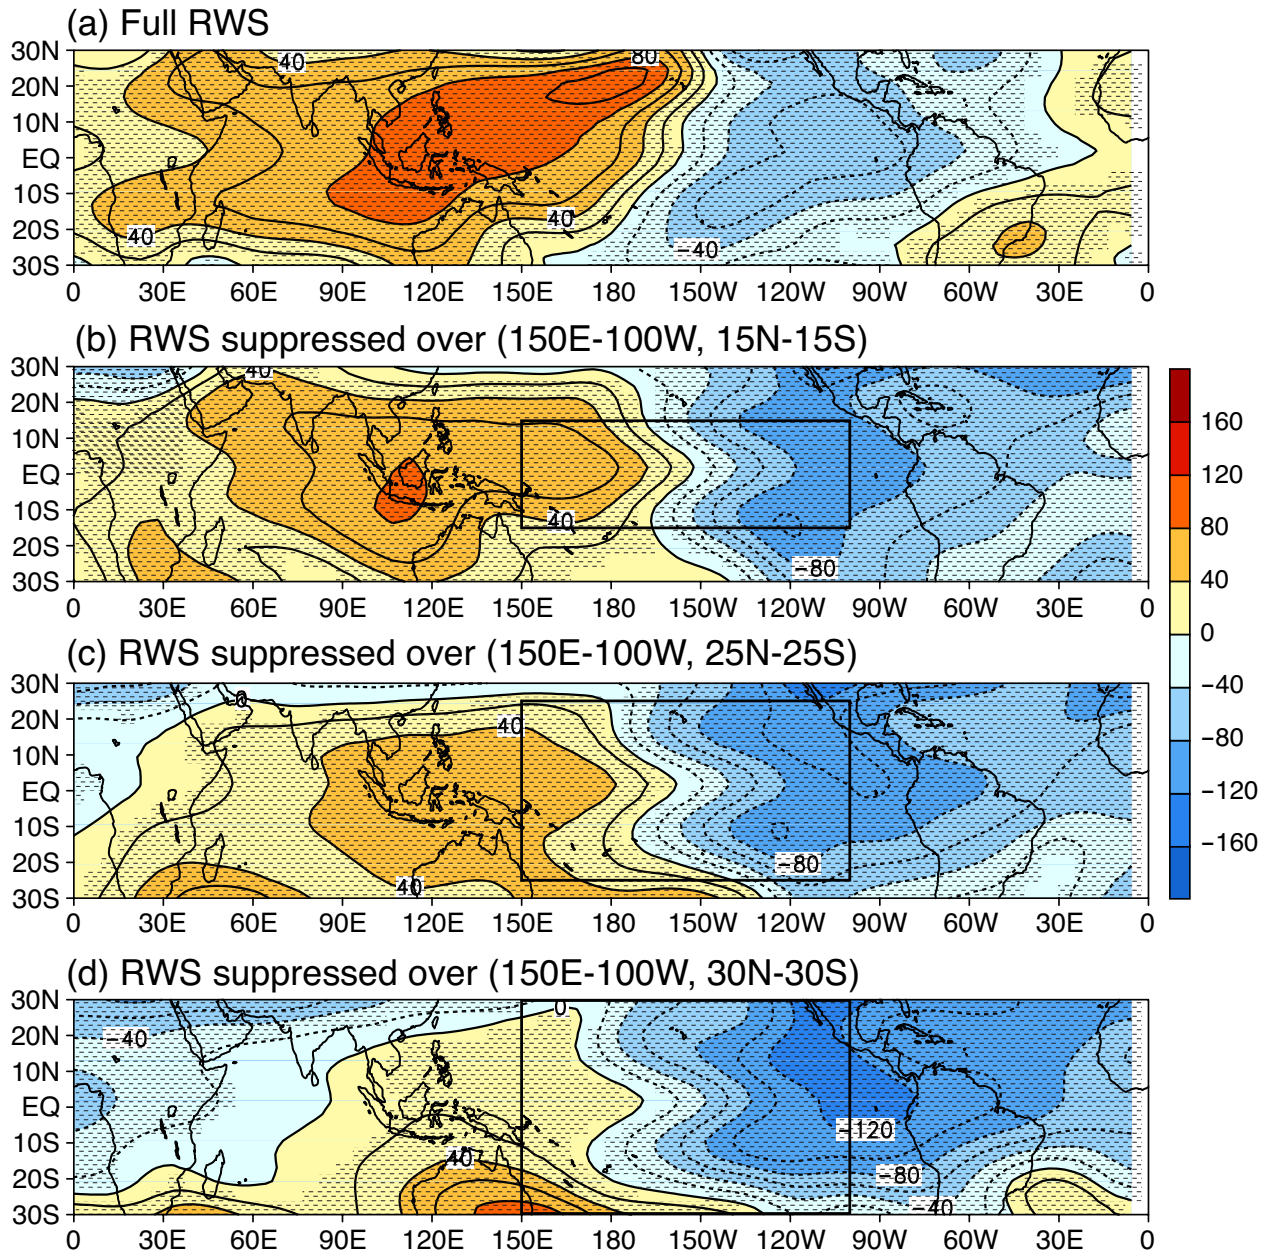 (a) Full RWS
30N
20N
10N
EQ
10S
20S
30S
40
80
40
40
−40
0 30E 60E 90E 120E 150E 180 150W 120W 90W 60W 30E 0
(b) RWS suppressed over (150E-100W, 15N-15S)
30N
20N
10N
EQ
10S
20S
30S
40
40
−80
0 30E 60E 90E 120E 150E 180 150W 120W 90W 60W 30E 0
(c) RWS suppressed over (150E-100W, 25N-25S)
30N
20N
10N
EQ
10S
20S
30S
0
40
40
−80
0 30E 60E 90E 120E 150E 180 150W 120W 90W 60W 30E 0
(d) RWS suppressed over (150E-100W, 30N-30S)
30N
20N
10N
EQ
10S
20S
30S
0
−40
−120
40
−80
−40
0 30E 60E 90E 120E 150E 180 150W 120W 90W 60W 30E 0
160
120
80
40
0
−40
−80
−120
−160